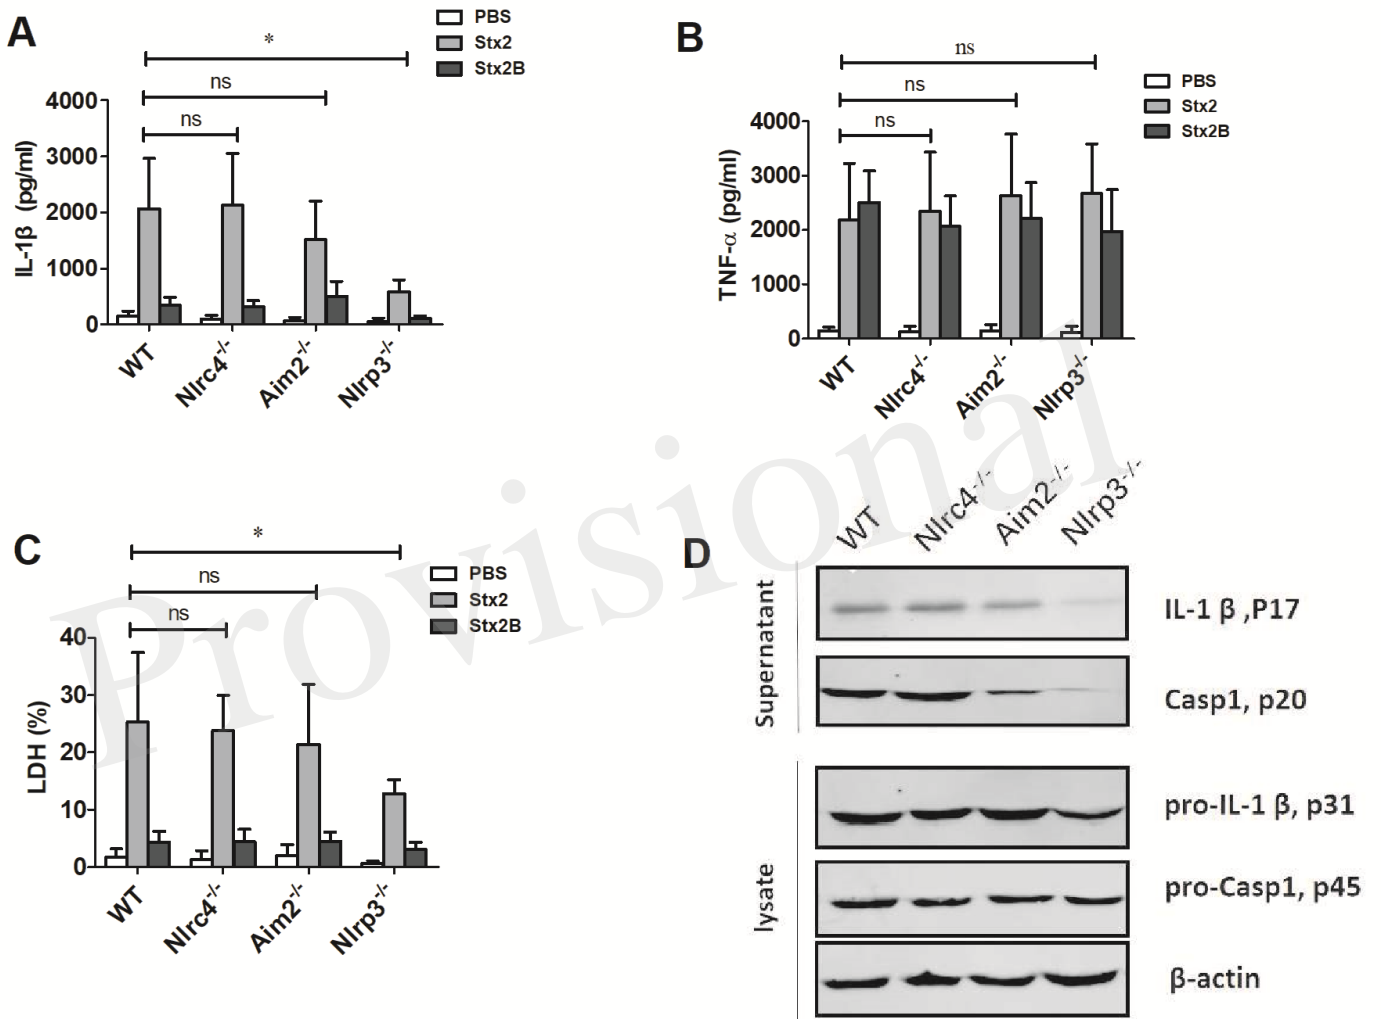 A
PBS
Stx2
Stx2B
*
ns
ns
IL-1β (pg/ml)
4000
3000
2000
1000
0
WT
Nlrc4-/-
Aim2-/-
Nlrp3-/-
B
PBS
Stx2
Stx2B
ns
ns
ns
TNF-α (pg/ml)
4000
3000
2000
1000
0
WT
Nlrc4-/-
Aim2-/-
Nlrp3-/-
C
PBS
Stx2
Stx2B
*
ns
ns
LDH (%)
40
30
20
10
0
WT
Nlrc4-/-
Aim2-/-
Nlrp3-/-
D
WT
Nlrc4-/-
Aim2-/-
Nlrp3-/-
Supernatant
IL-1 β ,P17
Casp1, p20
lysate
pro-IL-1 β, p31
pro-Casp1, p45
β-actin
Provisional